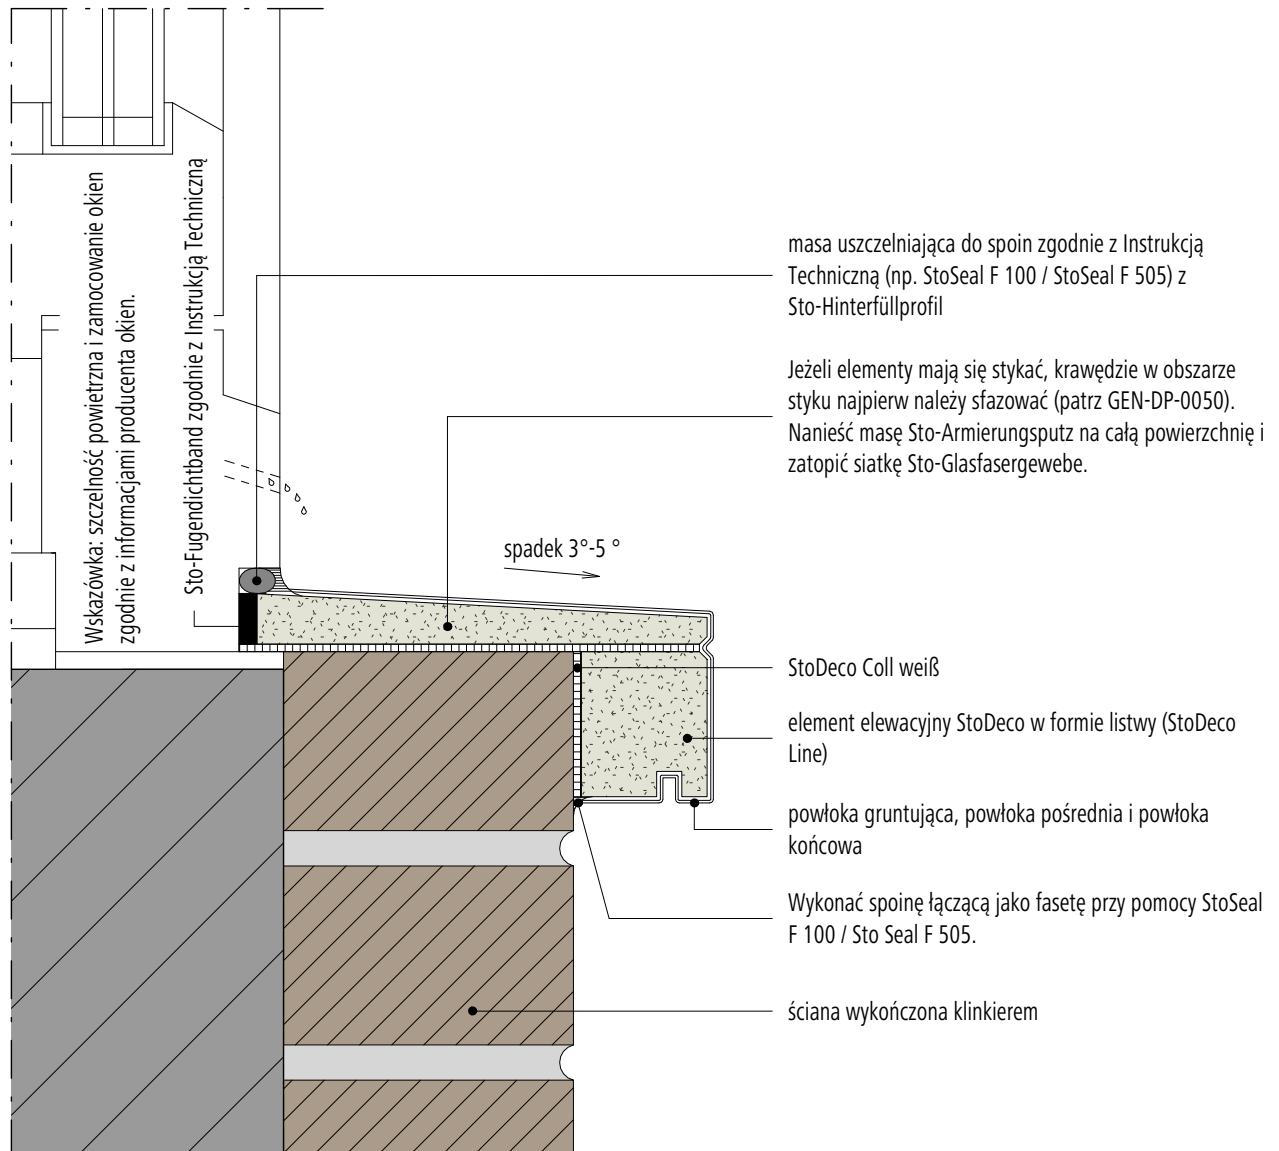 Wskazówka: szczelność powietrzna i zamocowanie okien
zgodnie z informacjami producenta okien.
Sto-Fugendichtband zgodnie z Instrukcją Techniczną
masa uszczelniająca do spoin zgodnie z Instrukcją
Techniczną (np. StoSeal F 100 / StoSeal F 505) z
Sto-Hinterfüllprofil
Jeżeli elementy mają się stykać, krawędzie w obszarze
styku najpierw należy sfazować (patrz GEN-DP-0050).
Nanieść masę Sto-Armierungsputz na całą powierzchnię i
zatopić siatkę Sto-Glasfasergewebe.
spadek 3°-5 °
StoDeco Coll weiß
element elewacyjny StoDeco w formie listwy (StoDeco
Line)
powłoka gruntująca, powłoka pośrednia i powłoka
końcowa
Wykonać spoinę łączącą jako fasetę przy pomocy StoSeal
F 100 / Sto Seal F 505.
ściana wykończona klinkierem